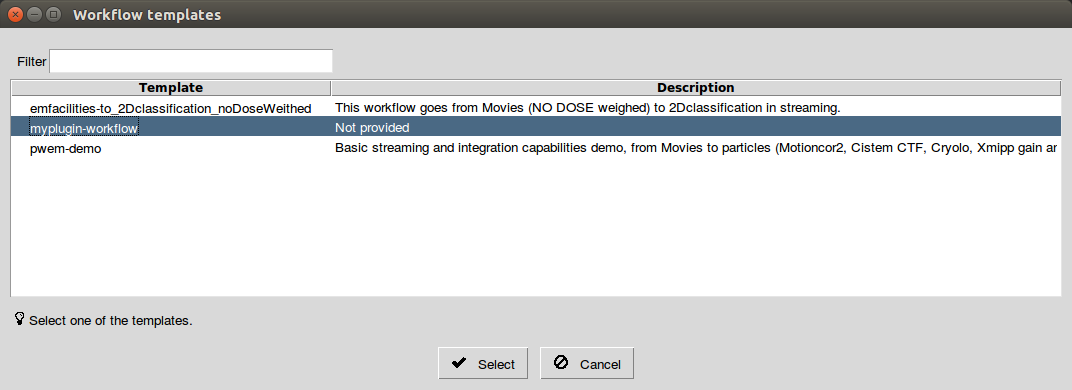 Workflow templates
Filter
Template Description
emfacilities-to_2Dclassification_noDoseWeithed This workflow goes from Movies (NO DOSE weighed) to 2Dclassification in streaming.
myplugin-workflow Not provided
pwem-demo Basic streaming and integration capabilities demo, from Movies to particles (Motioncor2, Cistem CTF, Cryolo, Xmipp gain ar
Select one of the templates.
Select Cancel